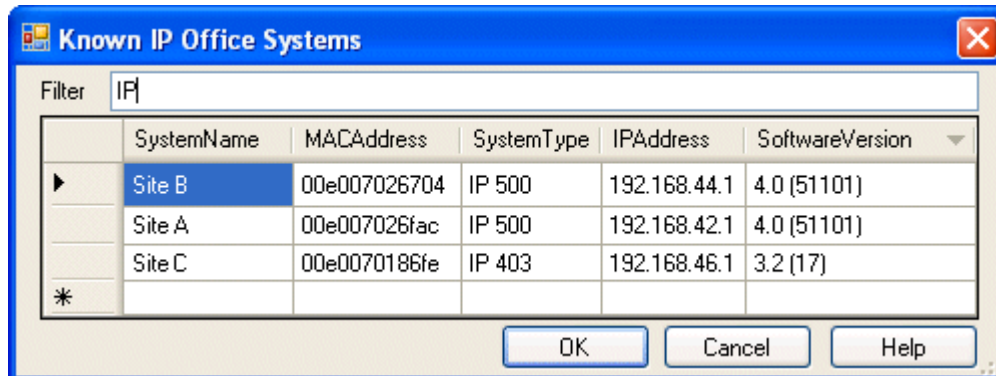 Known IP Office Systems
Filter IP
SystemName MACAddress SystemType IPAddress SoftwareVersion
Site B 00e007026704 IP 500 192.168.44.1 4.0 (51101)
Site A 00e007026fac IP 500 192.168.42.1 4.0 (51101)
Site C 00e0070186fe IP 403 192.168.46.1 3.2 (17)
OK Cancel Help